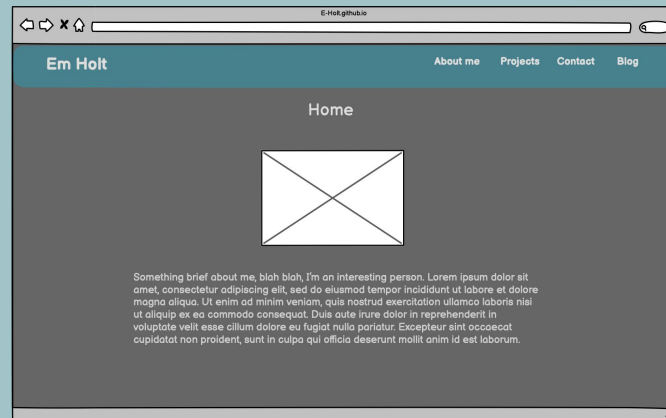 E-Holt.github.io
Em Holt
About me Projects Contact Blog
Home
Something brief about me, blah blah, I'm an interesting person. Lorem ipsum dolor sit
amet, consectetur adipiscing elit, sed do eiusmod tempor incididunt ut labore et dolore
magna aliqua. Ut enim ad minim veniam, quis nostrud exercitation ullamco laboris nisi
ut aliquip ex ea commodo consequat. Duis aute irure dolor in reprehenderit in
voluptate velit esse cillum dolore eu fugiat nulla pariatur. Excepteur sint occaecat
cupidatat non proident, sunt in culpa qui officia deserunt mollit anim id est laborum.